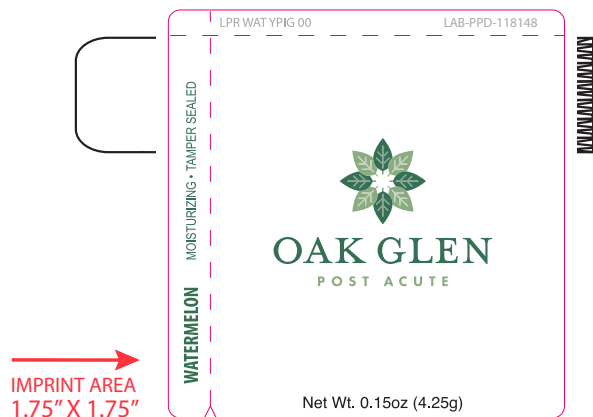 LPR WAT YPIG 00
LAB-PPD-118148
WATERMELON MOISTURIZING • TAMPER SEALED
OAK GLEN
POST ACUTE
IMPRINT AREA
1.75” X 1.75”
Net Wt. 0.15oz (4.25g)